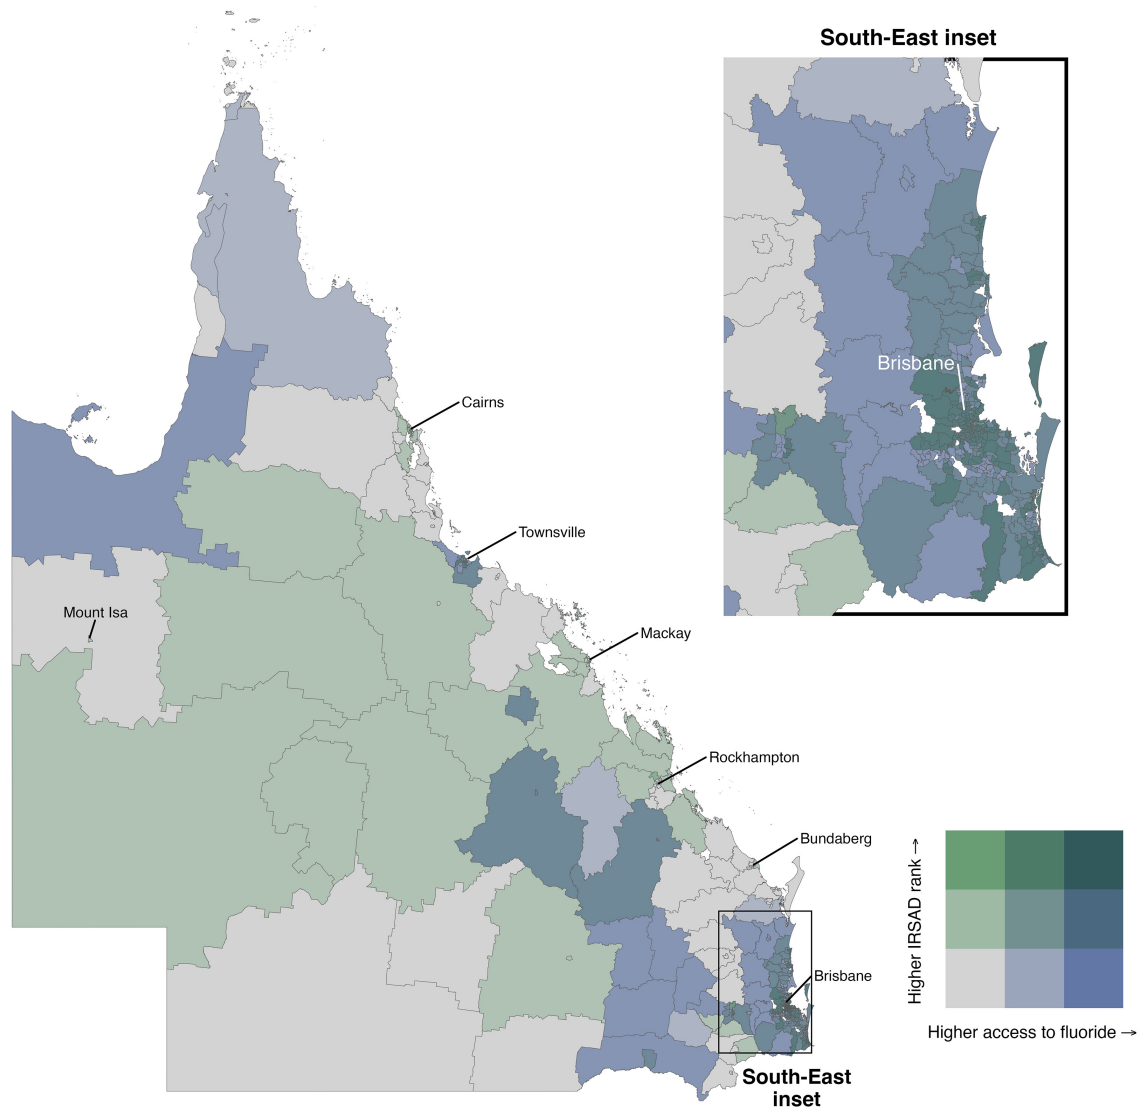 South-East inset
Brisbane
Cairns
Townsville
Mount Isa
Mackay
Rockhampton
Bundaberg
Brisbane
South-East
inset
Higher IRSAD rank →
Higher access to fluoride →